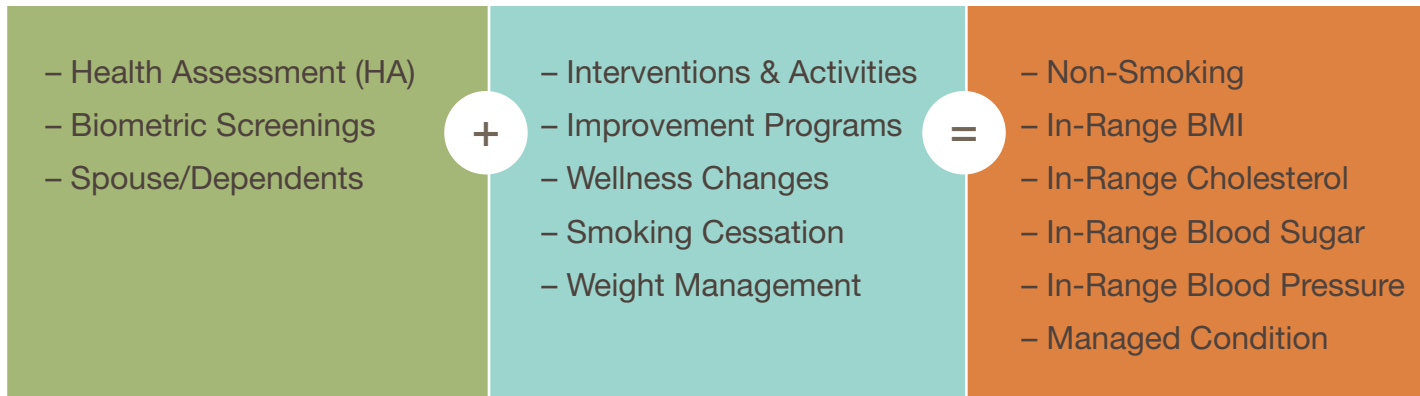 – Health Assessment (HA)
– Biometric Screenings
– Spouse/Dependents
+
– Interventions & Activities
– Improvement Programs
– Wellness Changes
– Smoking Cessation
– Weight Management
=
– Non-Smoking
– In-Range BMI
– In-Range Cholesterol
– In-Range Blood Sugar
– In-Range Blood Pressure
– Managed Condition